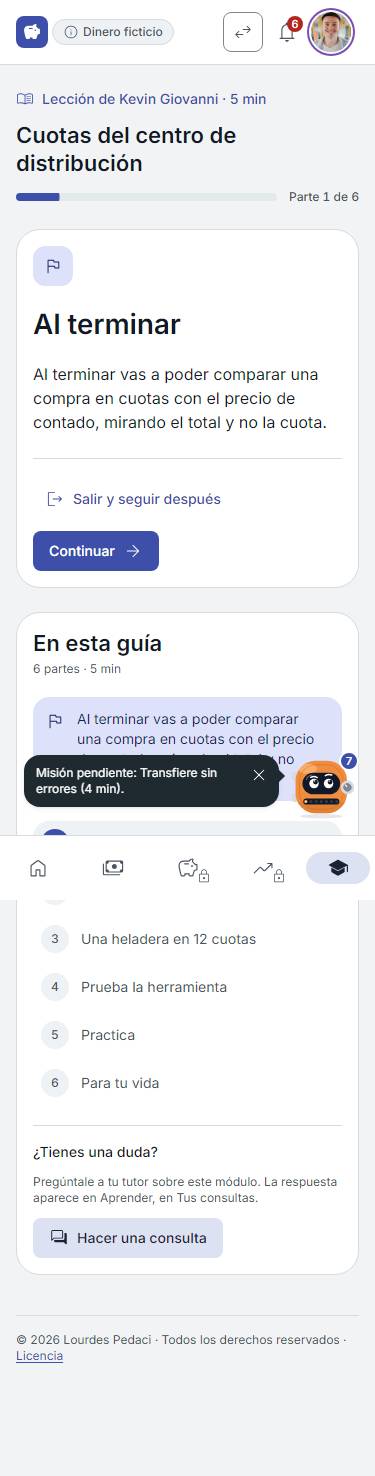 Dinero ficticio
6
Lección de Kevin Giovanni · 5 min
Cuotas del centro de
distribución
Parte 1 de 6
Al terminar
Al terminar vas a poder comparar una
compra en cuotas con el precio de
contado, mirando el total y no la cuota.
Salir y seguir después
Continuar
En esta guía
6 partes · 5 min
Al terminar vas a poder comparar
una compra en cuotas con el precio
no
Misión pendiente: Transfiere sin
errores (4 min).
7
3 Una heladera en 12 cuotas
4 Prueba la herramienta
5 Practica
6 Para tu vida
¿Tienes una duda?
Pregúntale a tu tutor sobre este módulo. La respuesta
aparece en Aprender, en Tus consultas.
Hacer una consulta
© 2026 Lourdes Pedaci · Todos los derechos reservados ·
Licencia